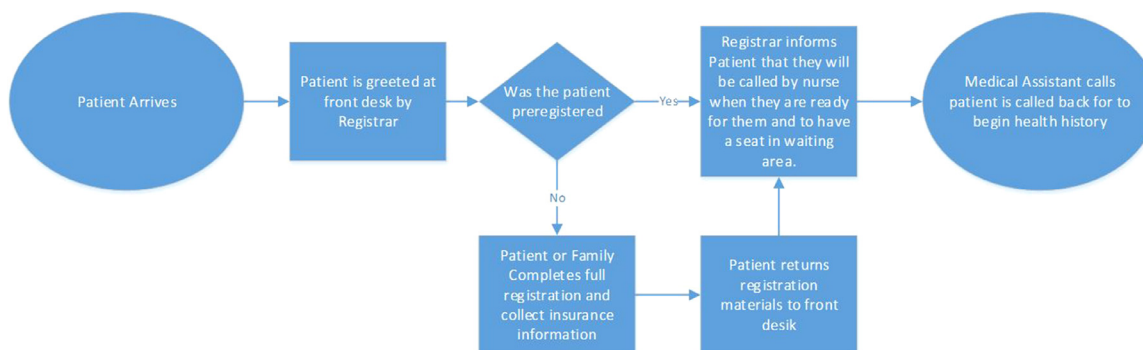 Patient Arrives
Patient is greeted at
front desk by
Registrar
Was the patient
preregistered
Yes
Registrar informs
Patient that they will
be called by nurse
when they are ready
for them and to have
a seat in waiting
area.
Medical Assistant calls
patient is called back for to
begin health history
No
Patient or Family
Completes full
registration and
collect insurance
information
Patient returns
registration
materials to front
desik